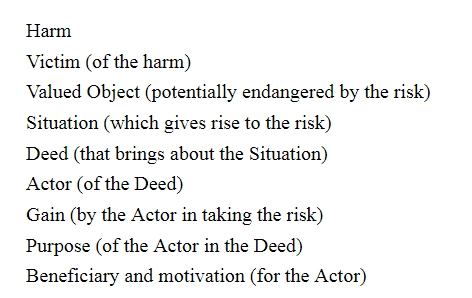 Harm
Victim (of the harm)
Valued Object (potentially endangered by the risk)
Situation (which gives rise to the risk)
Deed (that brings about the Situation)
Actor (of the Deed)
Gain (by the Actor in taking the risk)
Purpose (of the Actor in the Deed)
Beneficiary and motivation (for the Actor)